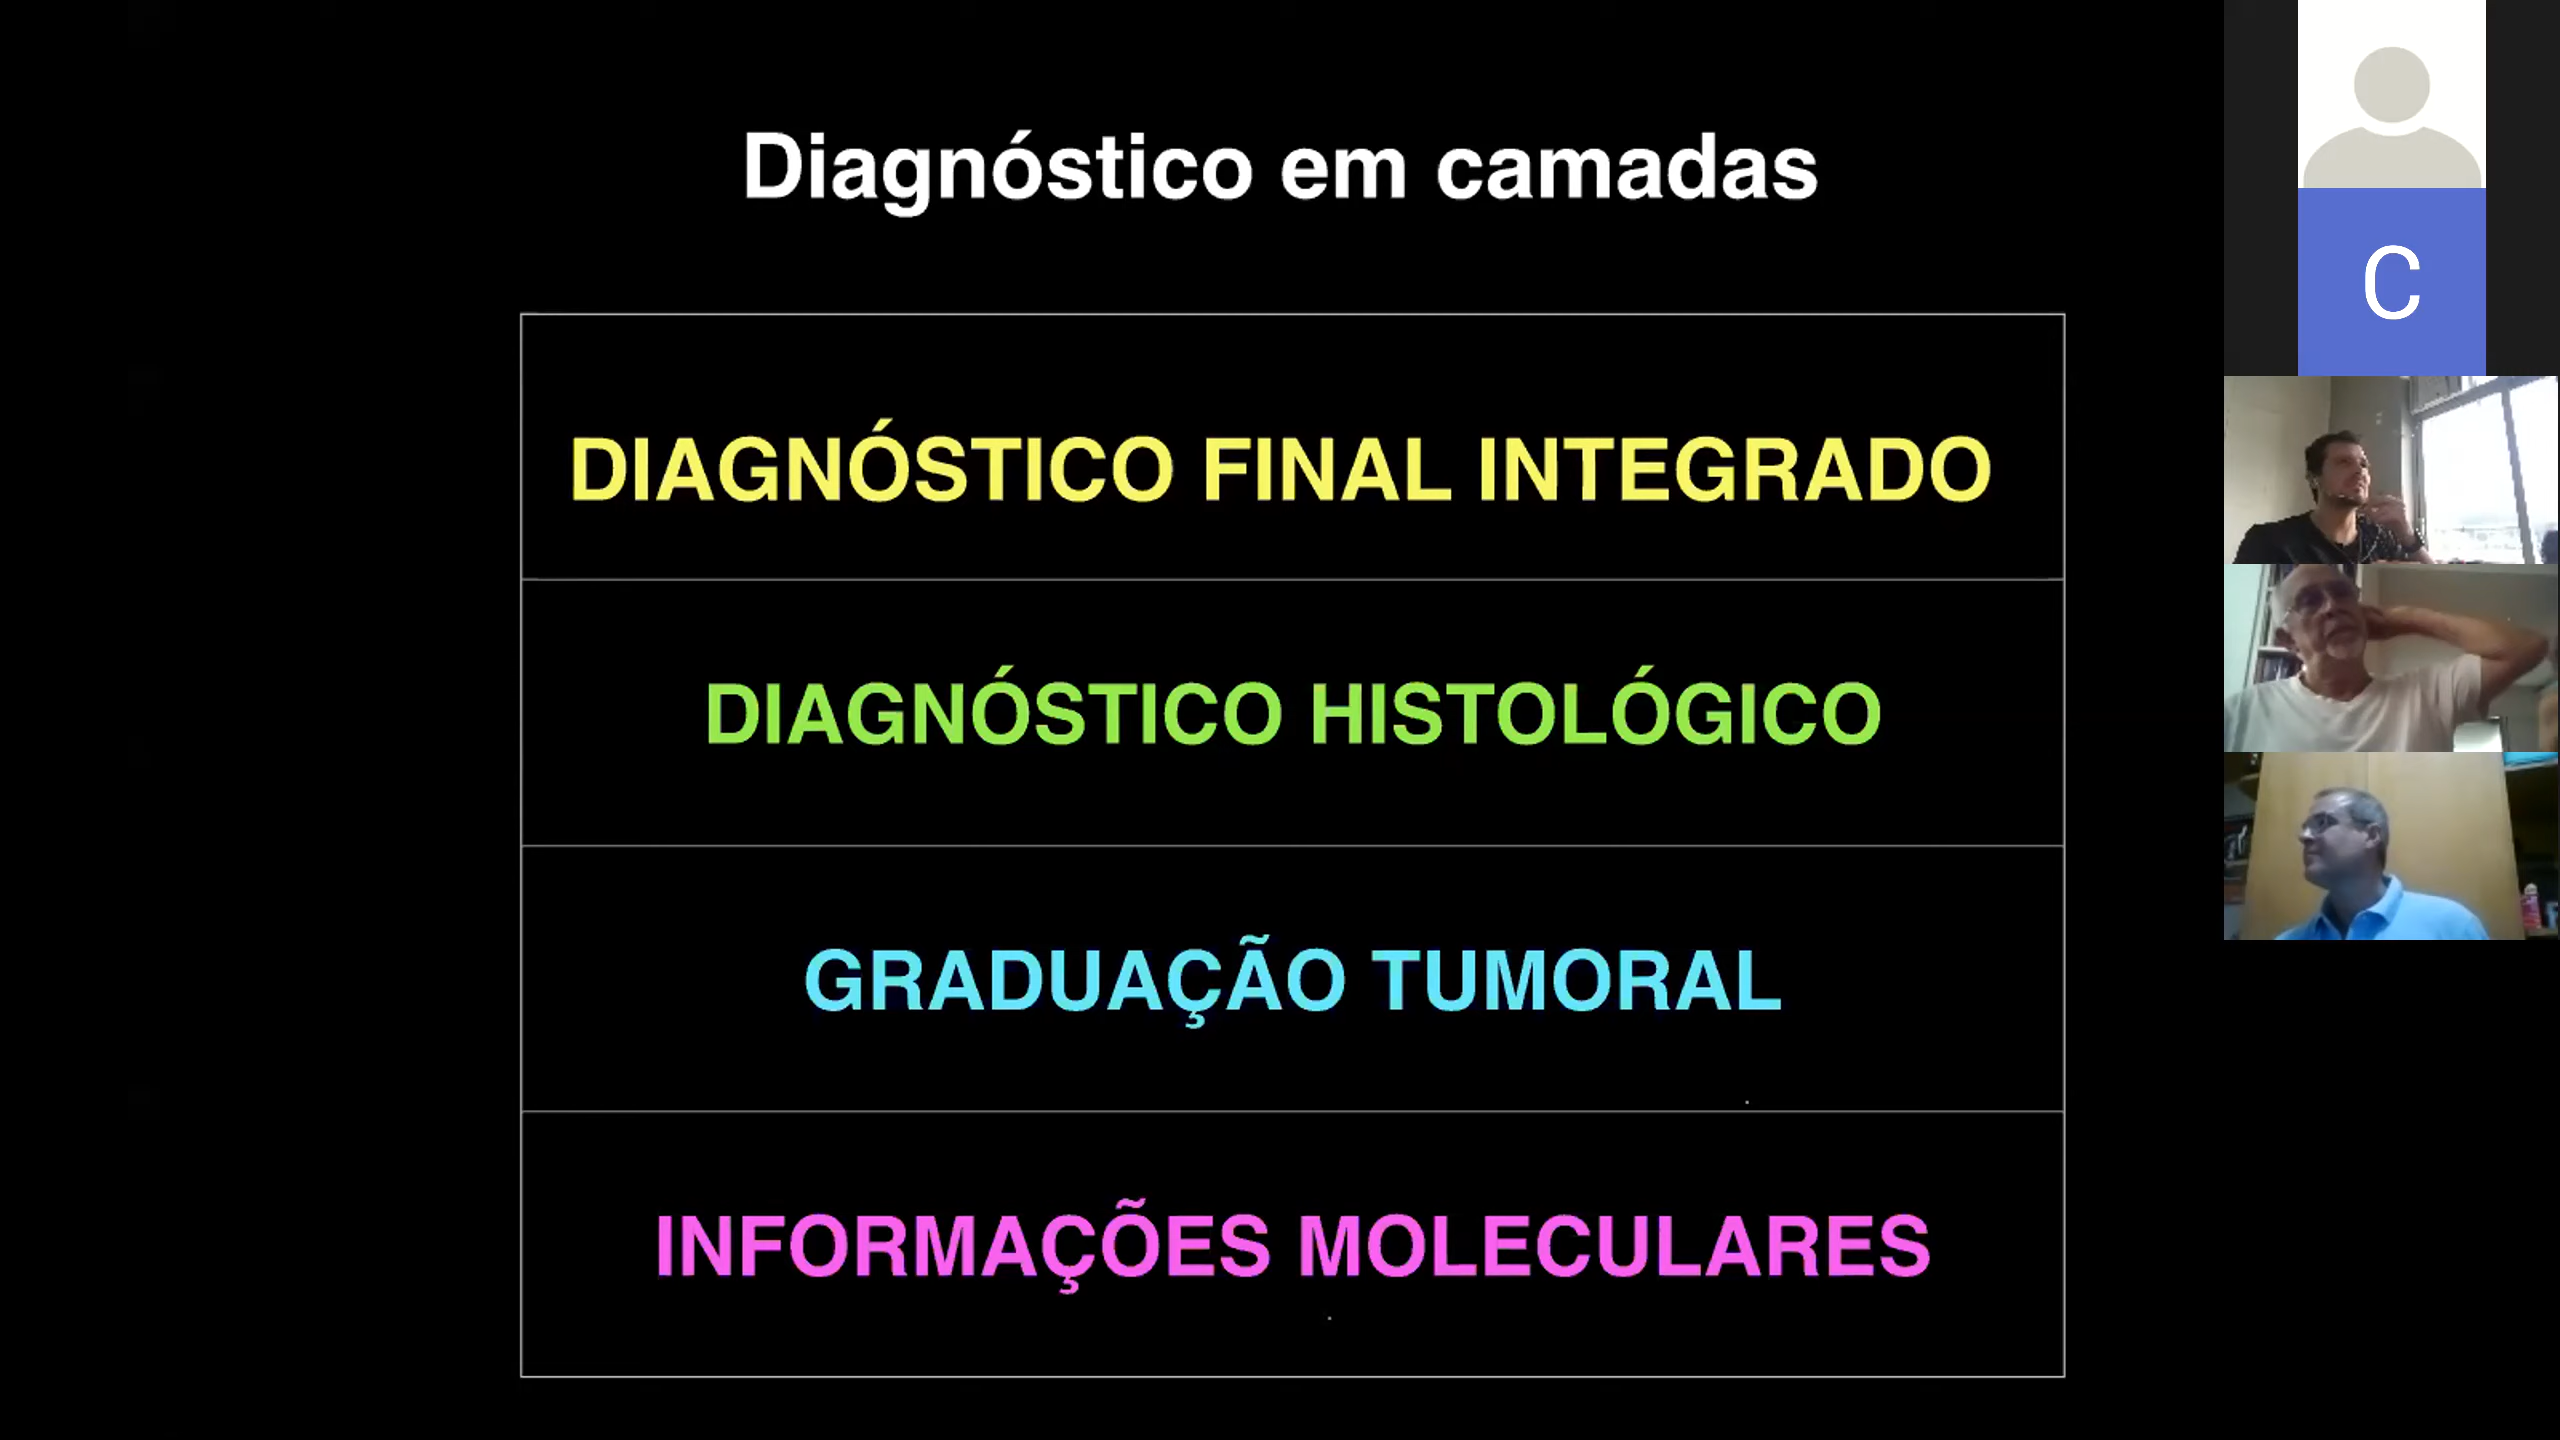 Diagnóstico em camadas
DIAGNÓSTICO FINAL INTEGRADO
DIAGNÓSTICO HISTOLÓGICO
GRADUAÇÃO TUMORAL
INFORMAÇÕES MOLECULARES
C